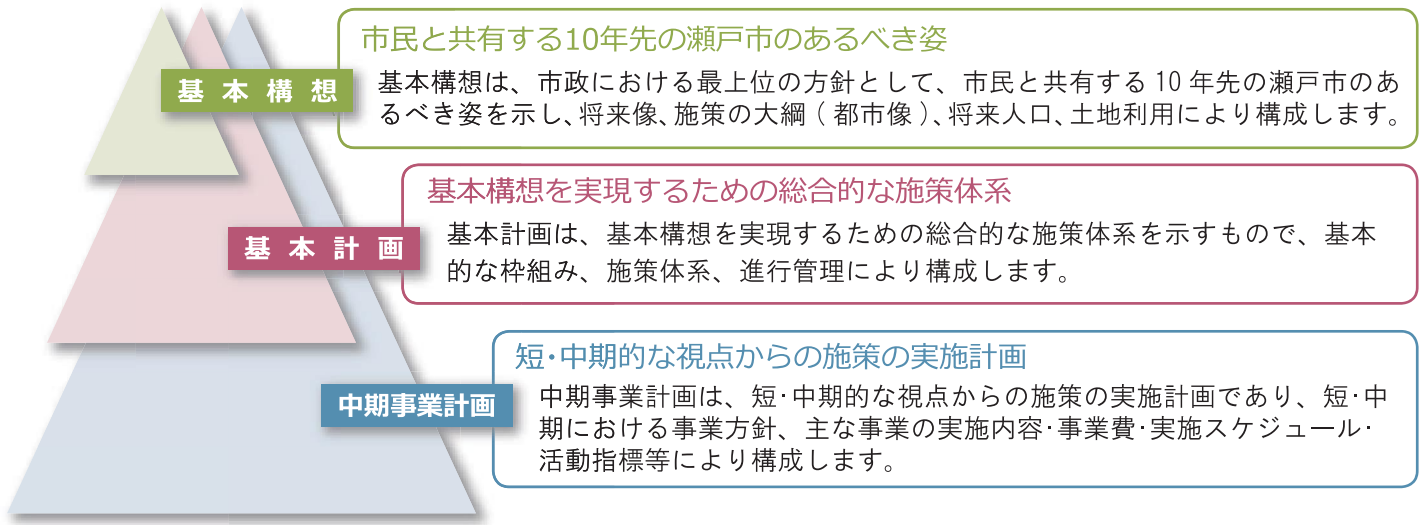 市民と共有する10年先の瀬戸市のあるべき姿
基本構想
基本構想は、市政における最上位の方針として、市民と共有する10年先の瀬戸市のあ
るべき姿を示し、将来像、施策の大綱(都市像)、将来人口、土地利用により構成します。
基本構想を実現するための総合的な施策体系
基本計画
基本計画は、基本構想を実現するための総合的な施策体系を示すもので、基本
的な枠組み、施策体系、進行管理により構成します。
短・中期的な視点からの施策の実施計画
中期事業計画
中期事業計画は、短・中期的な視点からの施策の実施計画であり、短・中
期における事業方針、主な事業の実施内容・事業費・実施スケジュール・
活動指標等により構成します。